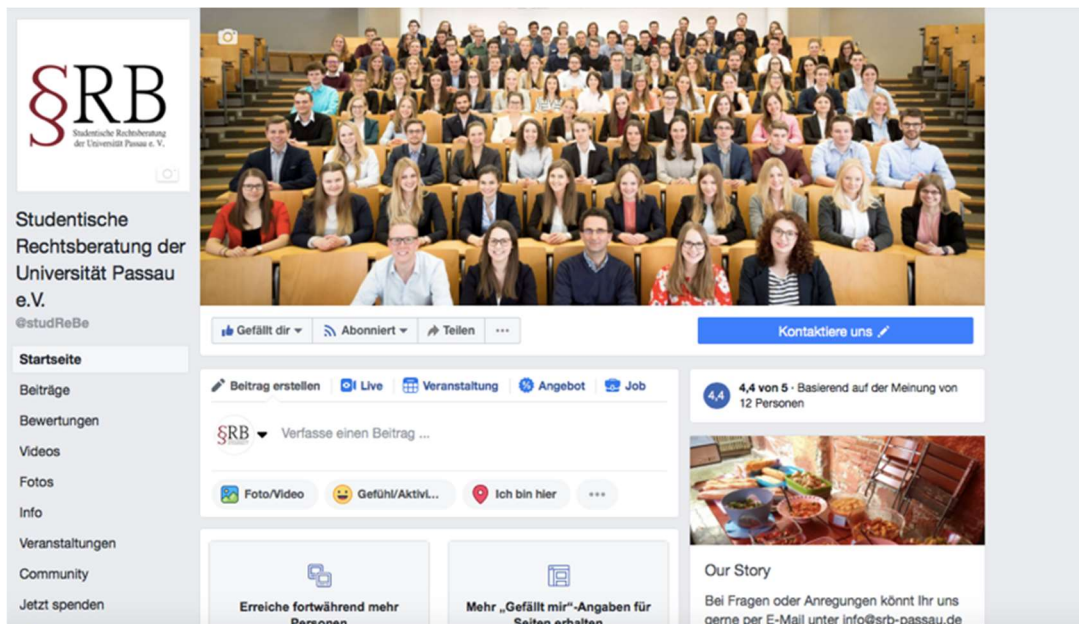 §RB
Studentische Rechtsberatung
der Universität Passau e. V.
Studentische
Rechtsberatung der
Universität Passau
e.V.
@studReBe
Startseite
Beiträge
Bewertungen
Videos
Fotos
Info
Veranstaltungen
Community
Jetzt spenden
Gefällt dir
Abonniert
Teilen
Kontaktiere uns
Beitrag erstellen
Live
Veranstaltung
Angebot
Job
§RB
Verfasse einen Beitrag ...
Foto/Video
Gefühl/Aktivi...
Ich bin hier
Erreiche fortwährend mehr
Personen
Mehr „Gefällt mir"-Angaben für
Seiten erhalten
4,4
4,4 von 5 · Basierend auf der Meinung von
12 Personen
Our Story
Bei Fragen oder Anregungen könnt Ihr uns
gerne per E-Mail unter info@srb-passau.de